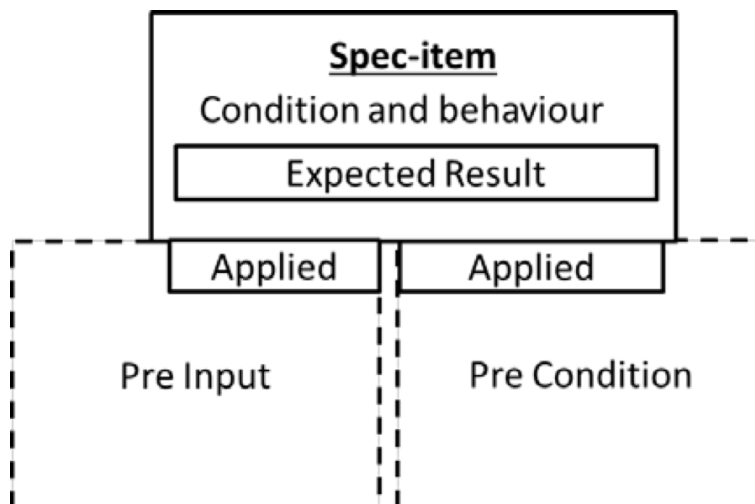 Spec-item
Condition and behaviour
Expected Result
Applied Applied
Pre Input Pre Condition